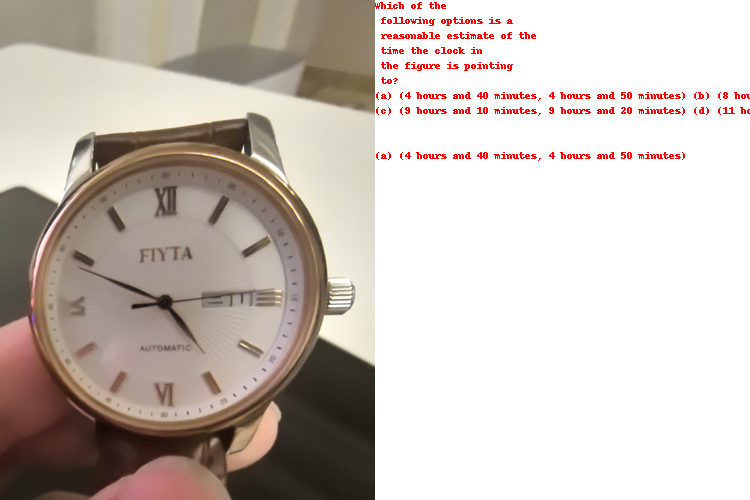 Which of the
following options is a
reasonable estimate of the
time the clock in
the figure is pointing
to?
(a) (4 hours and 40 minutes, 4 hours and 50 minutes) (b) (8 hou
(c) (9 hours and 10 minutes, 9 hours and 20 minutes) (d) (11 ho
(a) (4 hours and 40 minutes, 4 hours and 50 minutes)
XII
FIYTA
IX
AUTOMATIC
VI